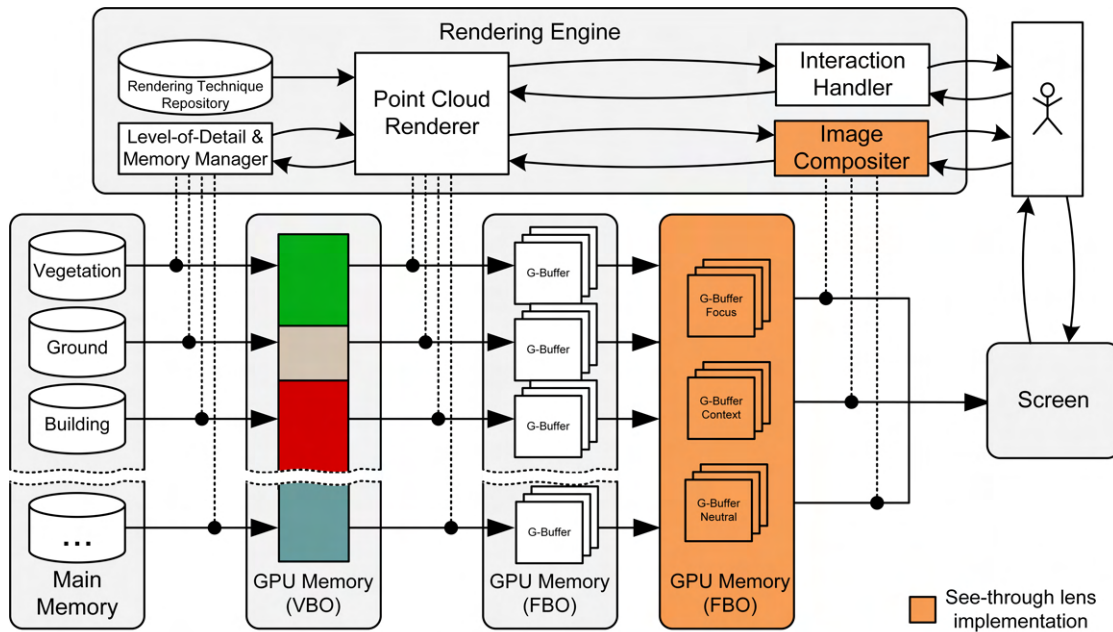 Rendering Engine
Rendering Technique
Repository
Point Cloud
Renderer
Interaction
Handler
Level-of-Detail &
Memory Manager
Image
Compositer
Vegetation
G-Buffer
G-Buffer
Focus
Ground
G-Buffer
Building
G-Buffer
G-Buffer
Context
Screen
...
G-Buffer
G-Buffer
Neutral
Main
Memory
GPU Memory
(VBO)
GPU Memory
(FBO)
GPU Memory
(FBO)
See-through lens
implementation